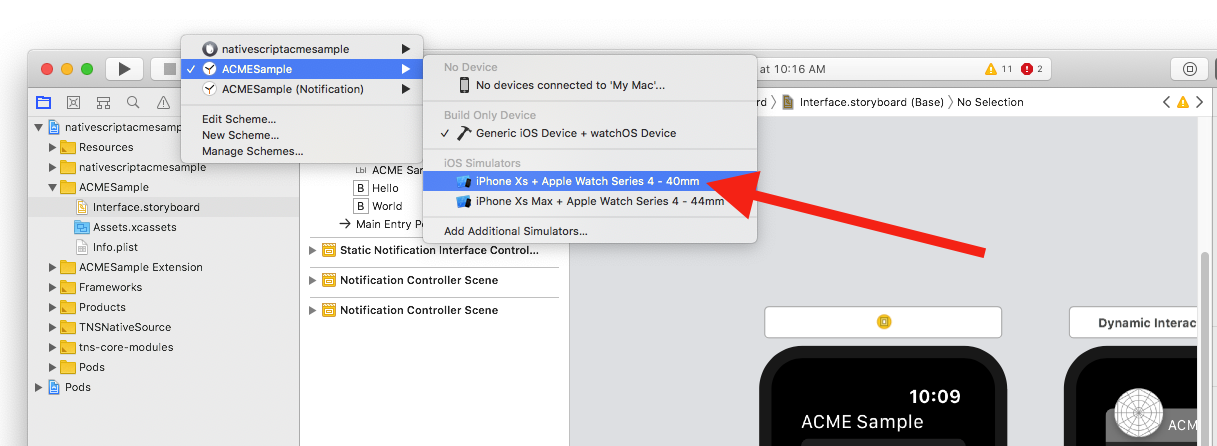 nativescriptacmesample
ACMESample
ACMESample (Notification)
Edit Scheme...
New Scheme...
Manage Schemes...
No Device
No devices connected to 'My Mac'...
Build Only Device
Generic iOS Device + watchOS Device
iOS Simulators
iPhone Xs + Apple Watch Series 4 - 40mm
iPhone Xs Max + Apple Watch Series 4 - 44mm
Add Additional Simulators...
at 10:16 AM
11
2
Interface.storyboard (Base)
No Selection
nativescriptacmesamp
Resources
nativescriptacmesample
ACMESample
Interface.storyboard
Assets.xcassets
Info.plist
ACMESample Extension
Frameworks
Products
TNSNativeSource
tns-core-modules
Pods
Pods
Lbl ACME Sar
B Hello
B World
Main Entry Po
Static Notification Interface Control...
Notification Controller Scene
Notification Controller Scene
Dynamic Interac
10:09
ACME Sample
ACM